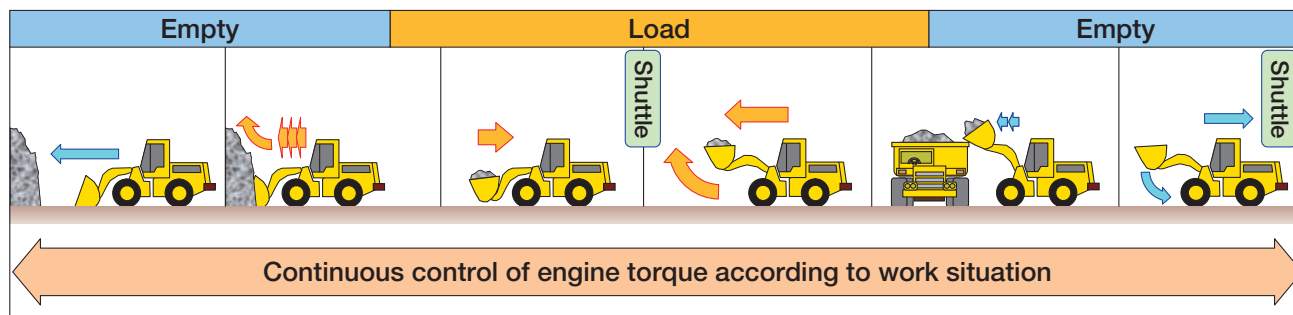 Empty
Load
Empty
Shuttle
Shuttle
Continuous control of engine torque according to work situation